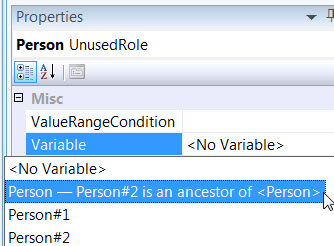 Properties
Person UnusedRole
Misc
ValueRangeCondition
Variable <No Variable>
<No Variable>
Person — Person#2 is an ancestor of <Person>
Person#1
Person#2